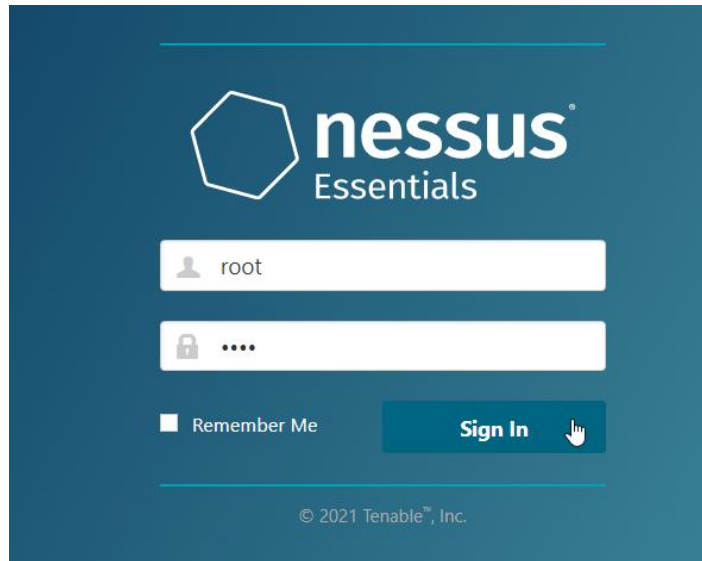 nessus®
Essentials
root
••••
Remember Me
Sign In
© 2021 Tenable™, Inc.